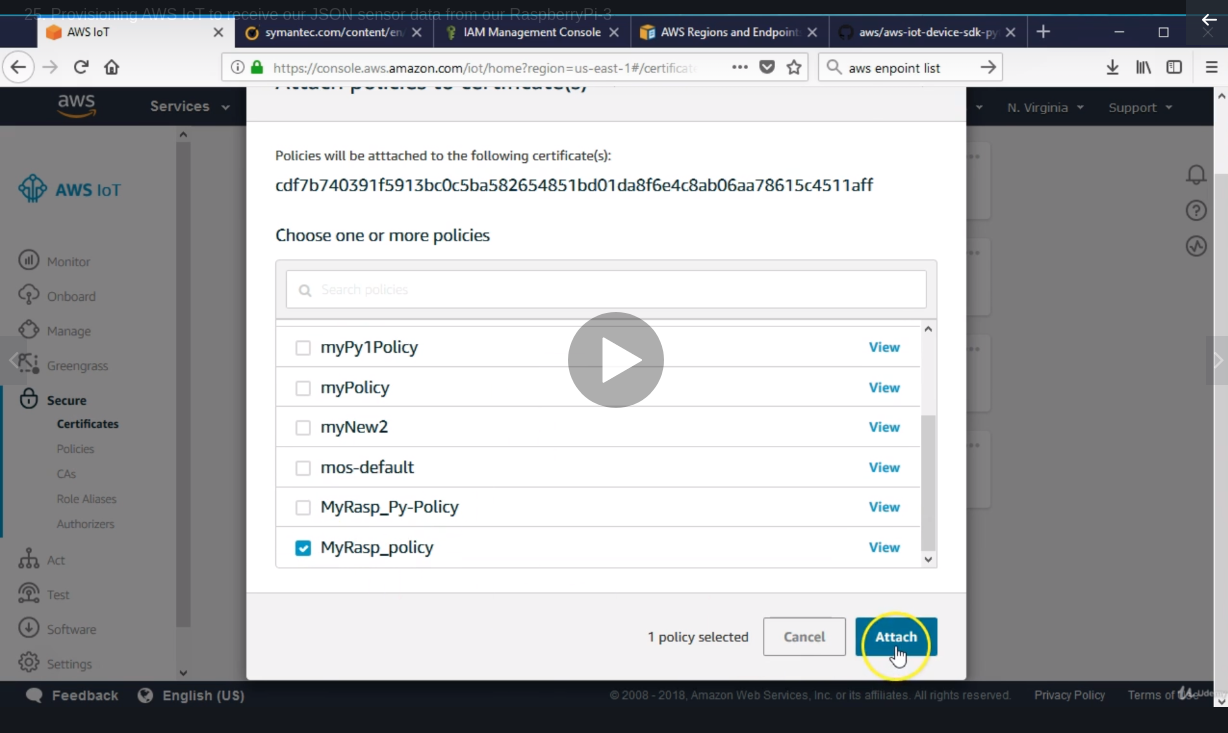 25. Provisioning AWS IoT to receive our JSON sensor data from our RaspberryPi-3
AWS IoT
symantec.com/content/en
IAM Management Console
AWS Regions and Endpoint
aws/aws-iot-device-sdk-py
https://console.aws.amazon.com/iot/home?region=us-east-1#/certificat
aws enpoint list
aws
Services
N. Virginia
Support
Attach policies to certificate(s)
Policies will be atttached to the following certificate(s):
cdf7b740391f5913bc0c5ba582654851bd01da8f6e4c8ab06aa78615c4511aff
AWS IoT
Choose one or more policies
Monitor
Search policies
Onboard
Manage
myPy1Policy
View
Greengrass
myPolicy
View
Secure
Certificates
myNew2
View
Policies
CAs
mos-default
View
Role Aliases
MyRasp_Py-Policy
View
Authorizers
MyRasp_policy
View
Act
Test
Software
1 policy selected
Cancel
Attach
Settings
Feedback
English (US)
© 2008 - 2018, Amazon Web Services, Inc. or its affiliates. All rights reserved.
Privacy Policy
Terms of